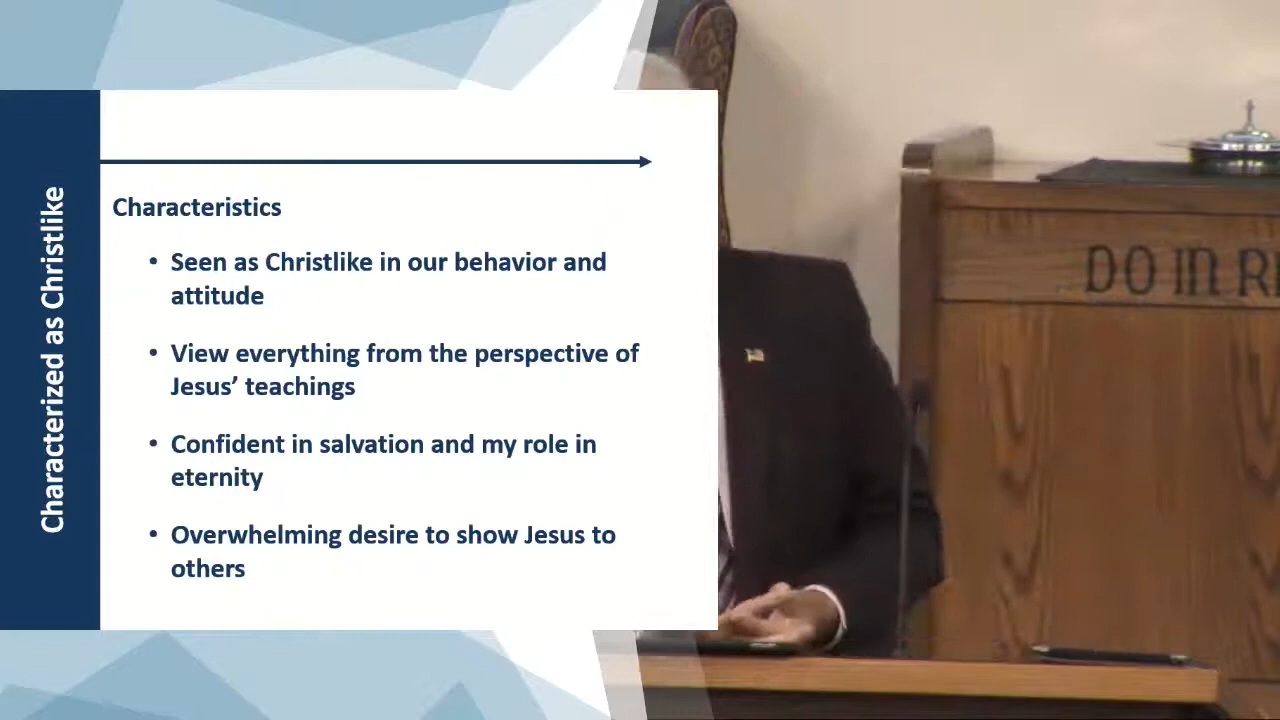 Characterized as Christlike
Characteristics
• Seen as Christlike in our behavior and
attitude
• View everything from the perspective of
Jesus’ teachings
• Confident in salvation and my role in
eternity
• Overwhelming desire to show Jesus to
others
DO IN